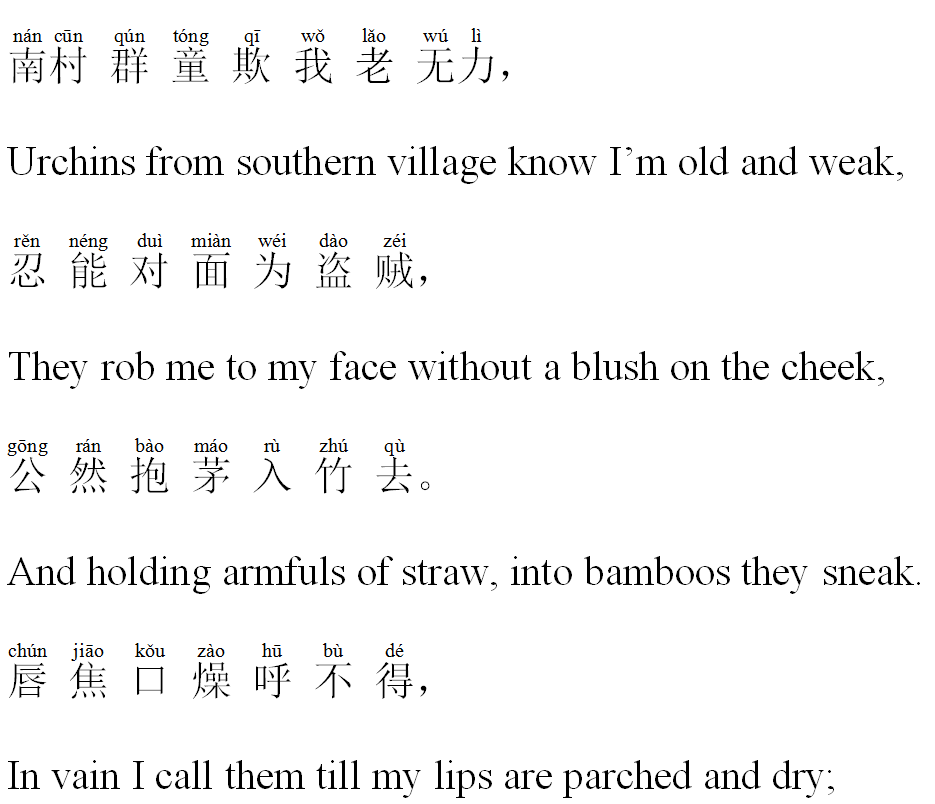 nán cūn qún tóng qī wǒ lǎo wú lì
南村 群 童 欺 我 老 无力，
Urchins from southern village know I’m old and weak,
rěn néng duì miàn wéi dào zéi
忍 能 对 面 为 盗 贼，
They rob me to my face without a blush on the cheek,
gōng rán bào máo rù zhú qù
公 然 抱 茅 入 竹 去。
And holding armfuls of straw, into bamboos they sneak.
chún jiāo kǒu zào hū bù dé
唇 焦 口 燥 呼 不 得，
In vain I call them till my lips are parched and dry;